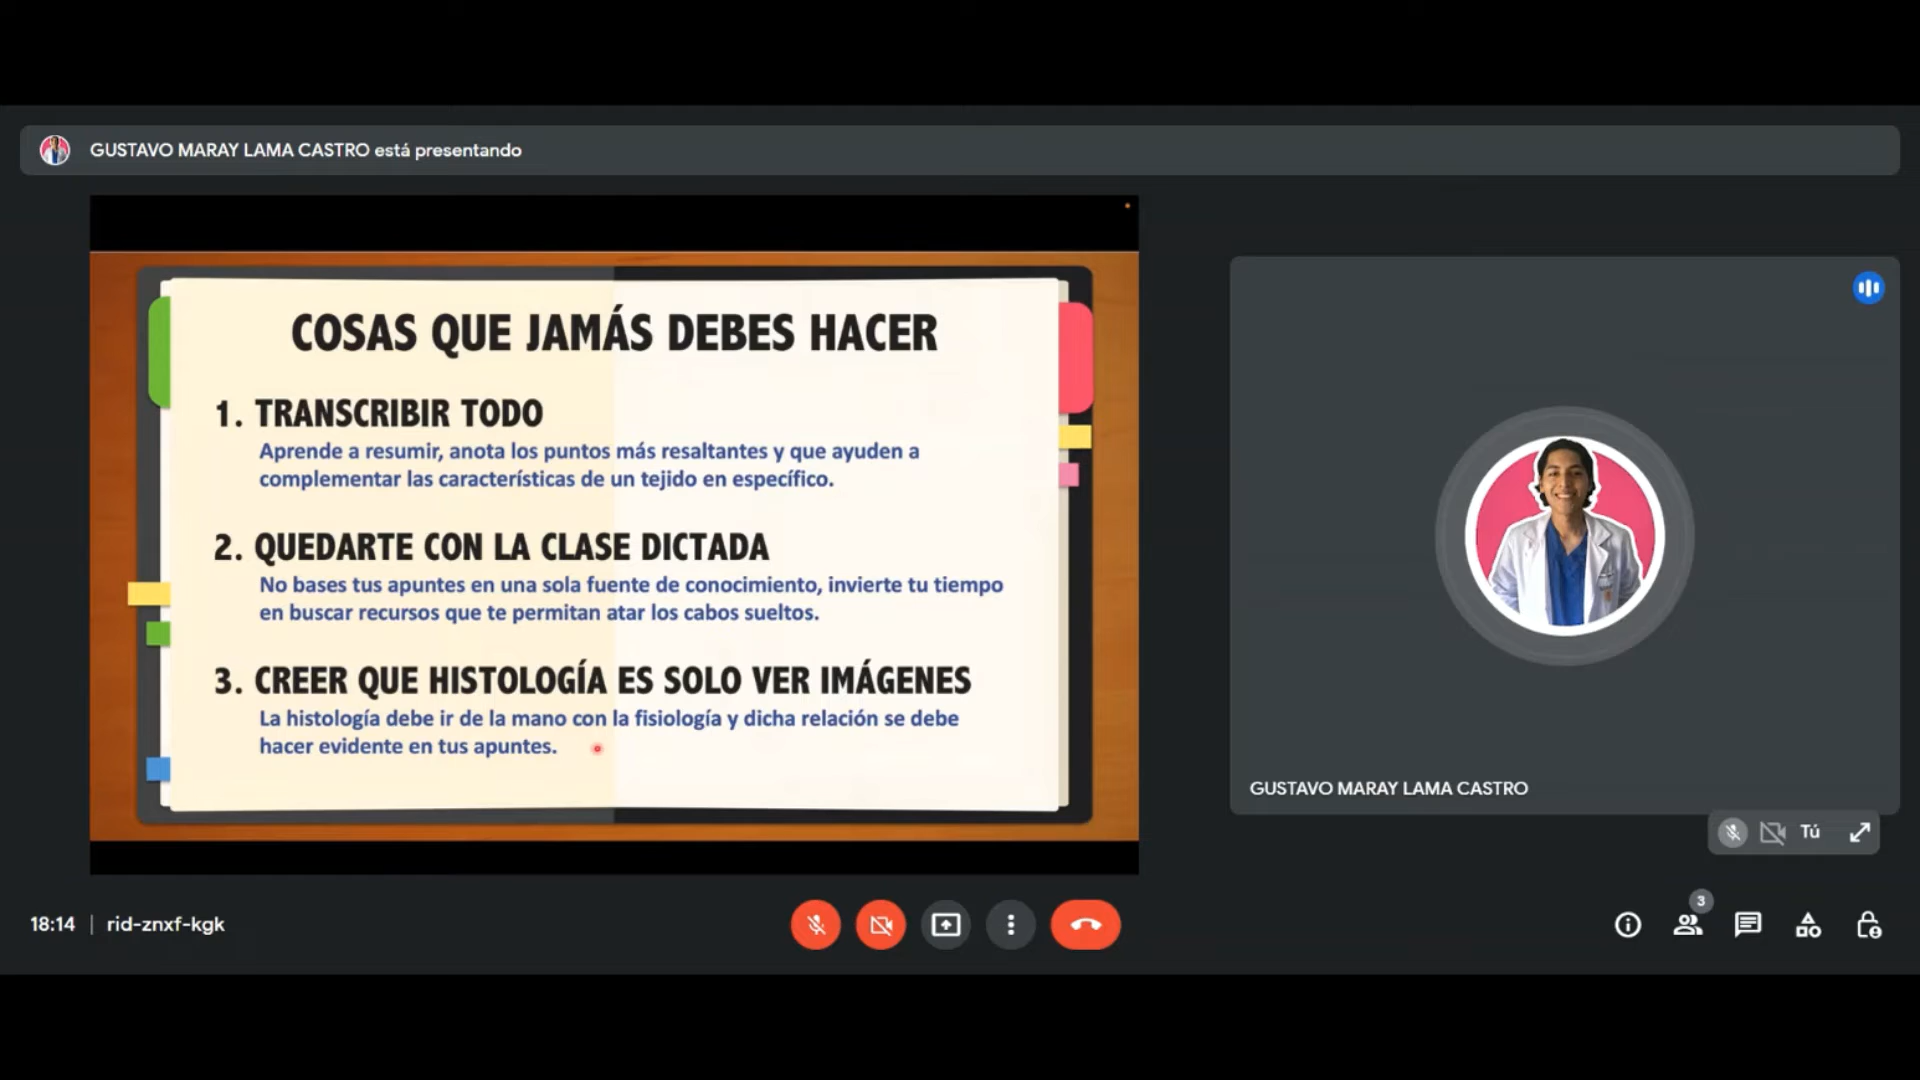 GUSTAVO MARAY LAMA CASTRO está presentando
COSAS QUE JAMÁS DEBES HACER
1. TRANSCRIBIR TODO
Aprende a resumir, anota los puntos más resaltantes y que ayuden a
complementar las características de un tejido en específico.
2. QUEDARTE CON LA CLASE DICTADA
No bases tus apuntes en una sola fuente de conocimiento, invierte tu tiempo
en buscar recursos que te permitan atar los cabos sueltos.
3. CREER QUE HISTOLOGÍA ES SOLO VER IMÁGENES
La histología debe ir de la mano con la fisiología y dicha relación se debe
hacer evidente en tus apuntes.
GUSTAVO MARAY LAMA CASTRO
Tú
18:14 | rid-znxf-kgk
3